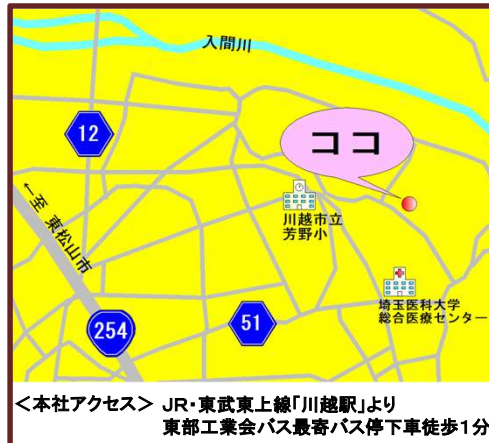 入間川
12
ココ
川越市立
芳野小
←至 東松山市
埼玉医科大学
総合医療センター
254
51
<本社アクセス> JR・東武東上線「川越駅」より
東部工業会バス最寄バス停下車徒歩1分